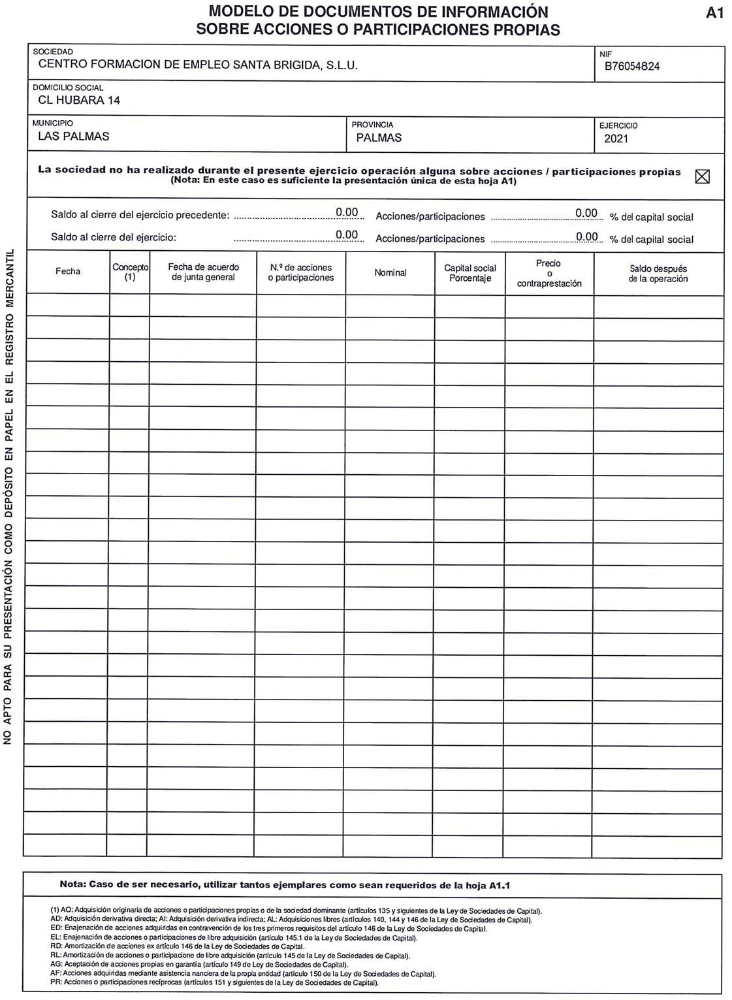 MODELO DE DOCUMENTOS DE INFORMACIÓN
SOBRE ACCIONES O PARTICIPACIONES PROPIAS
A1
SOCIEDAD
CENTRO FORMACION DE EMPLEO SANTA BRIGIDA, S.L.U.
NIF
B76054824
DOMICILIO SOCIAL
CL HUBARA 14
MUNICIPIO
LAS PALMAS
PROVINCIA
PALMAS
EJERCICIO
2021
La sociedad no ha realizado durante el presente ejercicio operación alguna sobre acciones / participaciones propias
(Nota: En este caso es suficiente la presentación única de esta hoja A1)
Saldo al cierre del ejercicio precedente: 0.00 Acciones/participaciones 0.00 % del capital social
Saldo al cierre del ejercicio: 0.00 Acciones/participaciones 0.00 % del capital social
Fecha
Concepto
(1)
Fecha de acuerdo
de junta general
N.º de acciones
o participaciones
Nominal
Capital social
Porcentaje
Precio
o
contraprestación
Saldo después
de la operación
NO APTO PARA SU PRESENTACIÓN COMO DEPÓSITO EN PAPEL EN EL REGISTRO MERCANTIL
Nota: Caso de ser necesario, utilizar tantos ejemplares como sean requeridos de la hoja A1.1
(1) AO: Adquisición originaria de acciones o participaciones propias o de la sociedad dominante (artículos 135 y siguientes de la Ley de Sociedades de Capital).
AD: Adquisición derivativa directa; AI: Adquisición derivativa indirecta; AL: Adquisiciones libres (artículos 140, 144 y 146 de la Ley de Sociedades de Capital).
ED: Enajenación de acciones adquiridas en contravención de los tres primeros requisitos del artículo 146 de la Ley de Sociedades de Capital.
EL: Enajenación de acciones o participaciones de libre adquisición (artículo 145.1 de la Ley de Sociedades de Capital).
RD: Amortización de acciones ex artículo 146 de la Ley de Sociedades de Capital.
RL: Amortización de acciones o participacione de libre adquisición (artículo 145 de la Ley de Sociedades de Capital).
AG: Aceptación de acciones propias en garantía (artículo 149 de Ley de Sociedades de Capital).
AF: Acciones adquiridas mediante asistencia nanciera de la propia entidad (artículo 150 de la Ley de Sociedades de Capital).
PR: Acciones o participaciones recíprocas (artículos 151 y siguientes de la Ley de Sociedades de Capital).